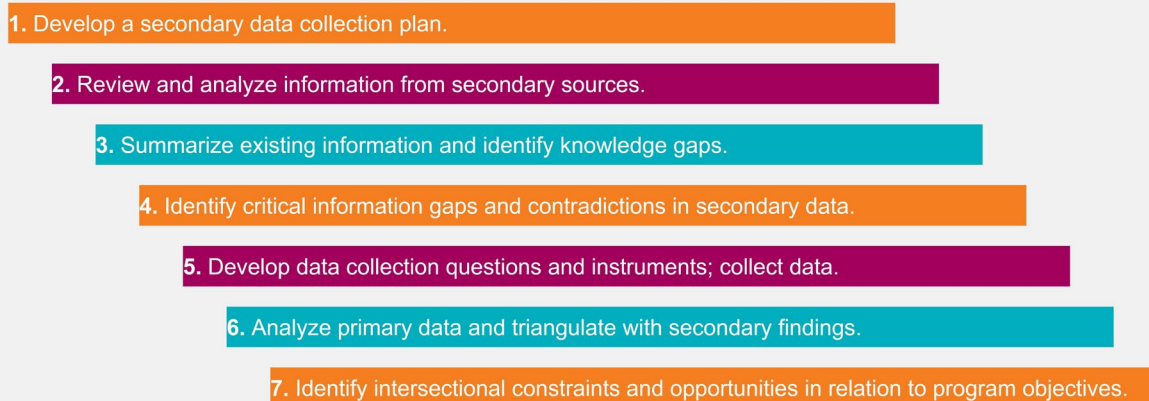 1. Develop a secondary data collection plan.
2. Review and analyze information from secondary sources.
3. Summarize existing information and identify knowledge gaps.
4. Identify critical information gaps and contradictions in secondary data.
5. Develop data collection questions and instruments; collect data.
6. Analyze primary data and triangulate with secondary findings.
7. Identify intersectional constraints and opportunities in relation to program objectives.